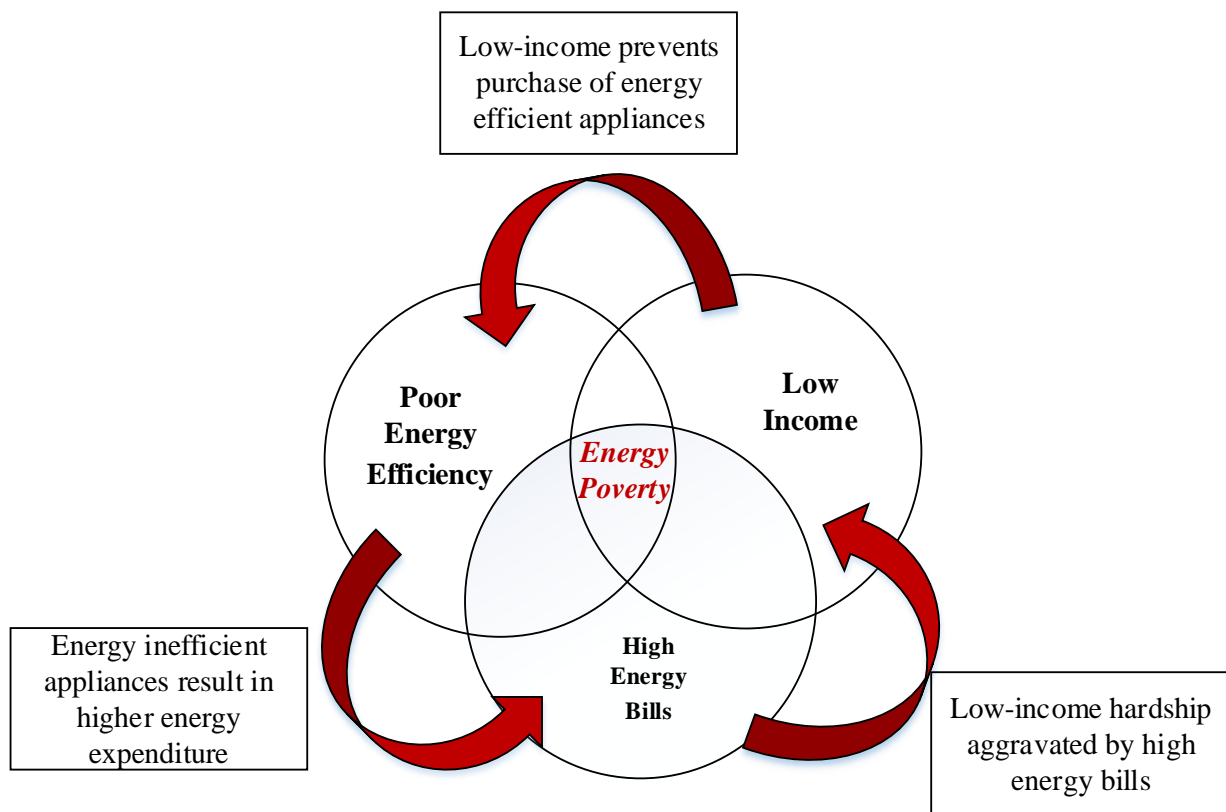 Low-income prevents
purchase of energy
efficient appliances
Poor
Energy
Efficiency
Low
Income
Energy
Poverty
High
Energy
Bills
Energy inefficient
appliances result in
higher energy
expenditure
Low-income hardship
aggravated by high
energy bills